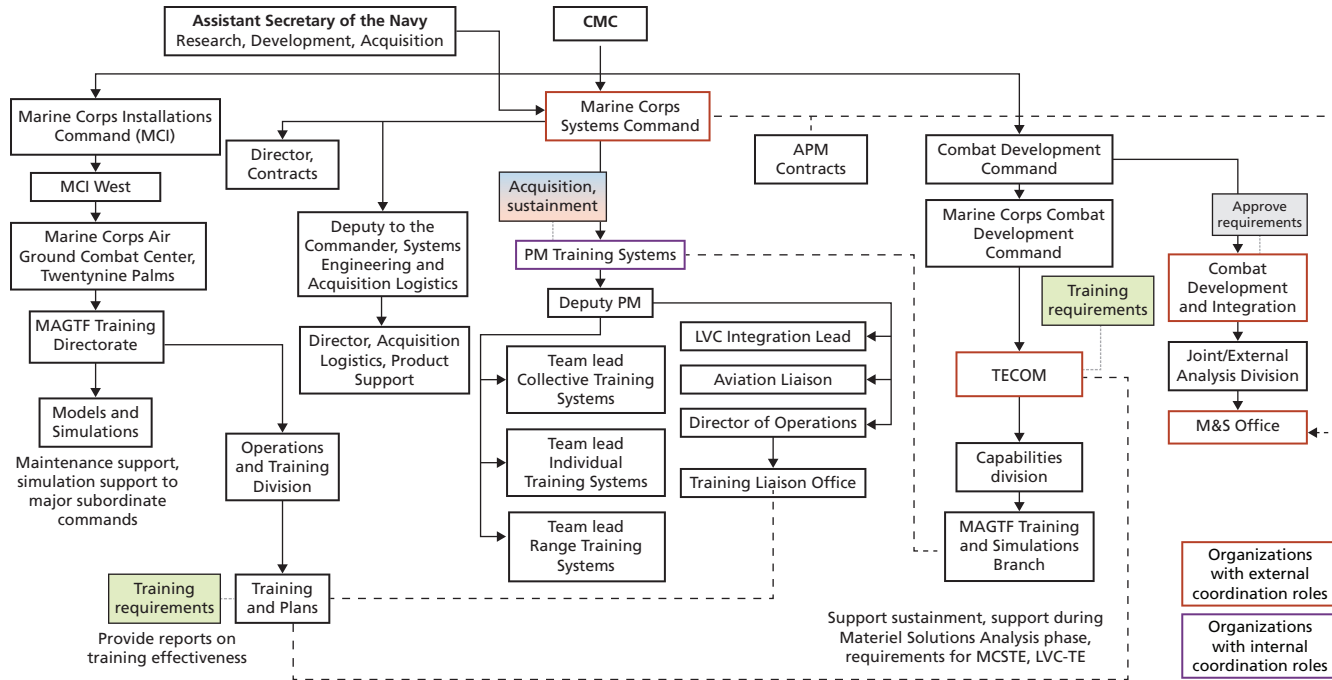 Assistant Secretary of the Navy
Research, Development, Acquisition
CMC
Marine Corps Installations
Command (MCI)
Marine Corps
Systems Command
Director,
Contracts
APM
Contracts
Combat Development
Command
MCI West
Acquisition,
sustainment
Marine Corps Air
Ground Combat Center,
Twentynine Palms
Deputy to the
Commander, Systems
Engineering and
Acquisition Logistics
PM Training Systems
Marine Corps Combat
Development
Command
Approve
requirements
Combat
Development
and Integration
Training
requirements
Deputy PM
MAGTF Training
Directorate
Director, Acquisition
Logistics, Product
Support
LVC Integration Lead
Team lead
Collective Training
Systems
Aviation Liaison
TECOM
Joint/External
Analysis Division
Models and
Simulations
Maintenance support,
simulation support to
major subordinate
commands
Operations
and Training
Division
Director of Operations
M&S Office
Team lead
Individual
Training Systems
Training Liaison Office
Capabilities
division
Team lead
Range Training
Systems
MAGTF Training
and Simulations
Branch
Organizations
with external
coordination roles
Training
requirements
Training
and Plans
Provide reports on
training effectiveness
Support sustainment, support during
Materiel Solutions Analysis phase,
requirements for MCSTE, LVC-TE
Organizations
with internal
coordination roles